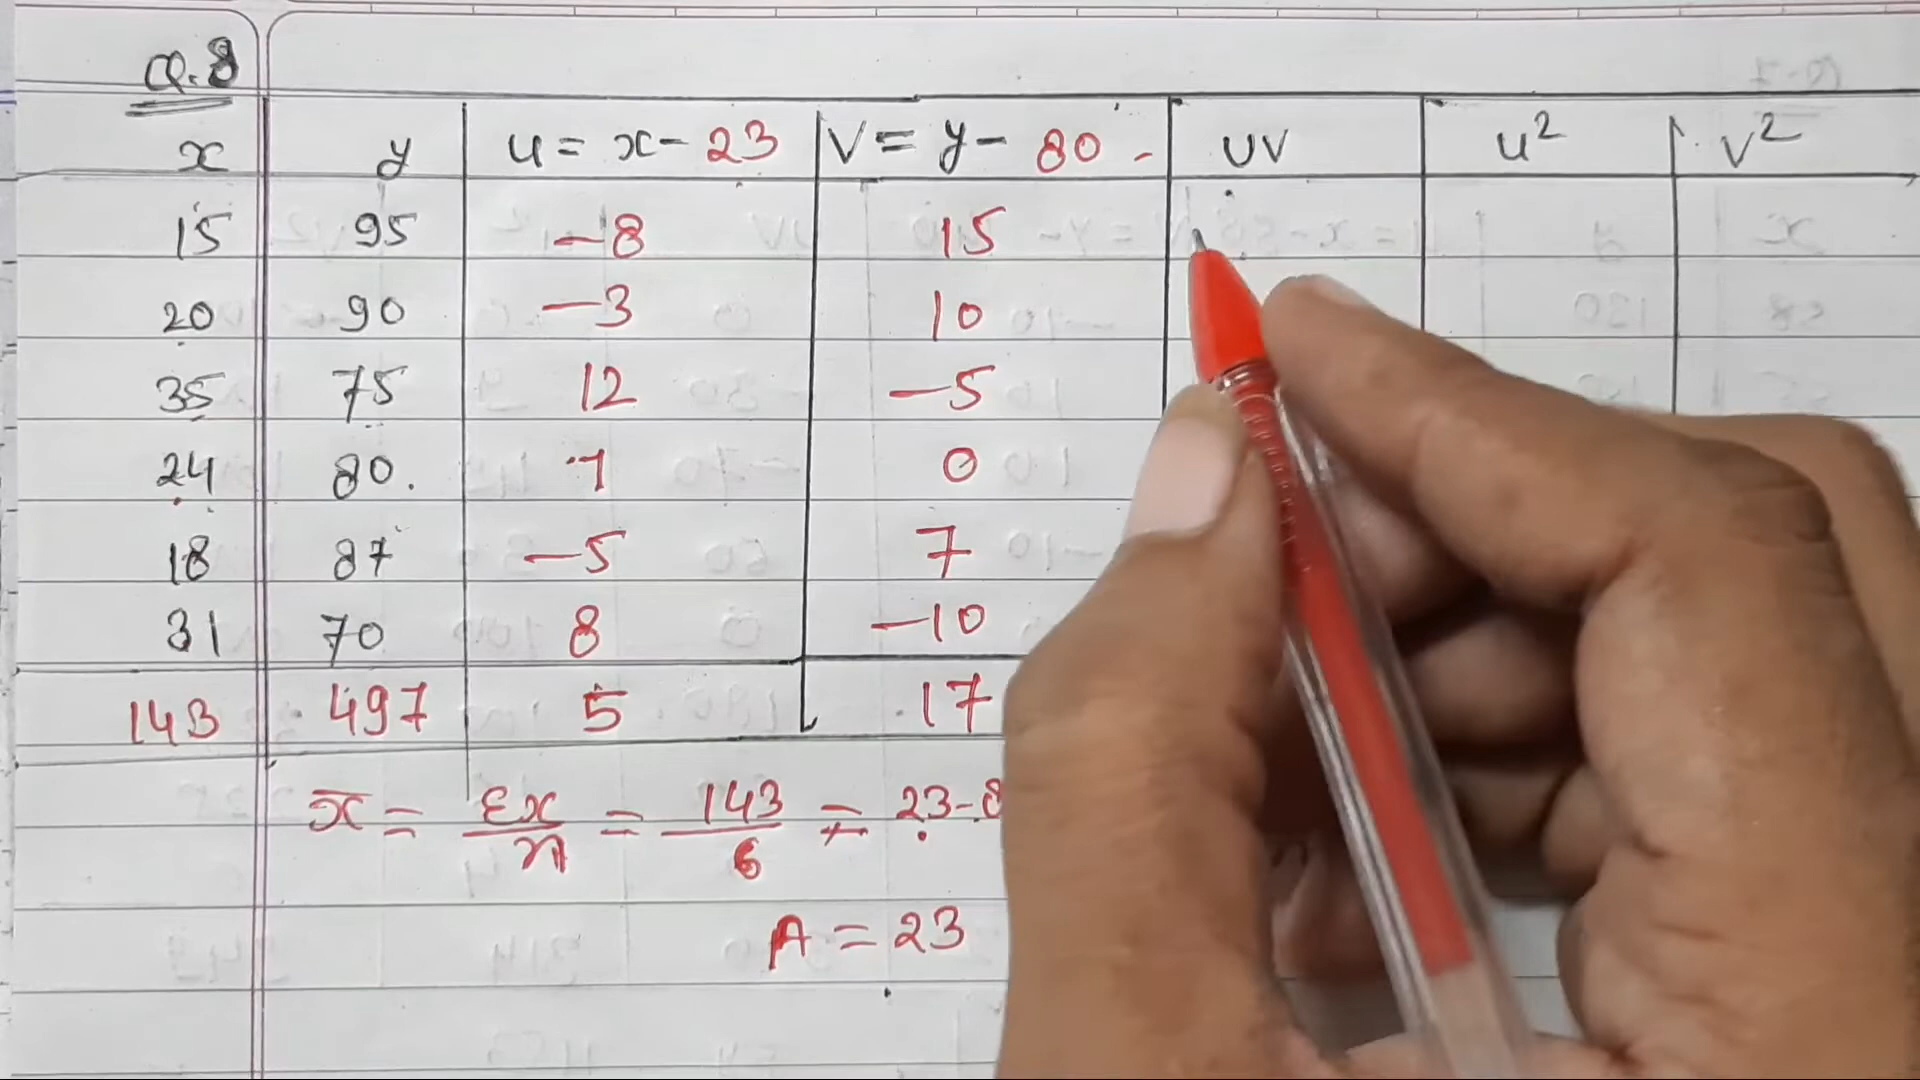 Q.8
x y u = x - 23 V = y - 80 - UV u² v²
15 95 -8 15
20 90 -3 10
35 75 12 -5
24 80. 1 0
18 87 -5 7
31 70 8 -10
143 497 5 17
x̄ = Σx/n = 143/6 = 23.8
A = 23